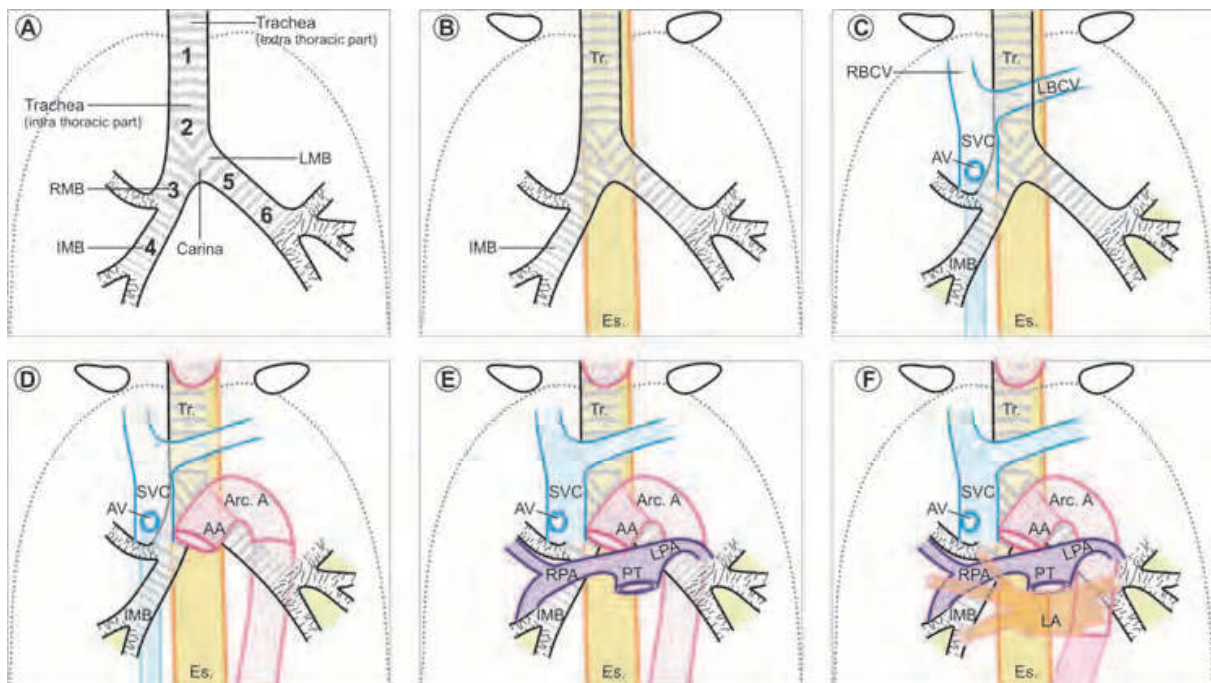 A
Trachea
(extra thoracic part)
1
Trachea
(intra thoracic part)
2
LMB
RMB
3
5
6
IMB
4
Carina
B
Tr.
IMB
Es.
C
RBCV
Tr.
LBCV
SVC
AV
IMB
Es.
D
Tr.
SVC
Arc. A
AV
AA
IMB
Es.
E
Tr.
SVC
Arc. A
AV
AA
LPA
RPA
PT
IMB
Es.
F
Tr.
SVC
Arc. A
AV
AA
LPA
RPA
PT
IMB
LA
Es.